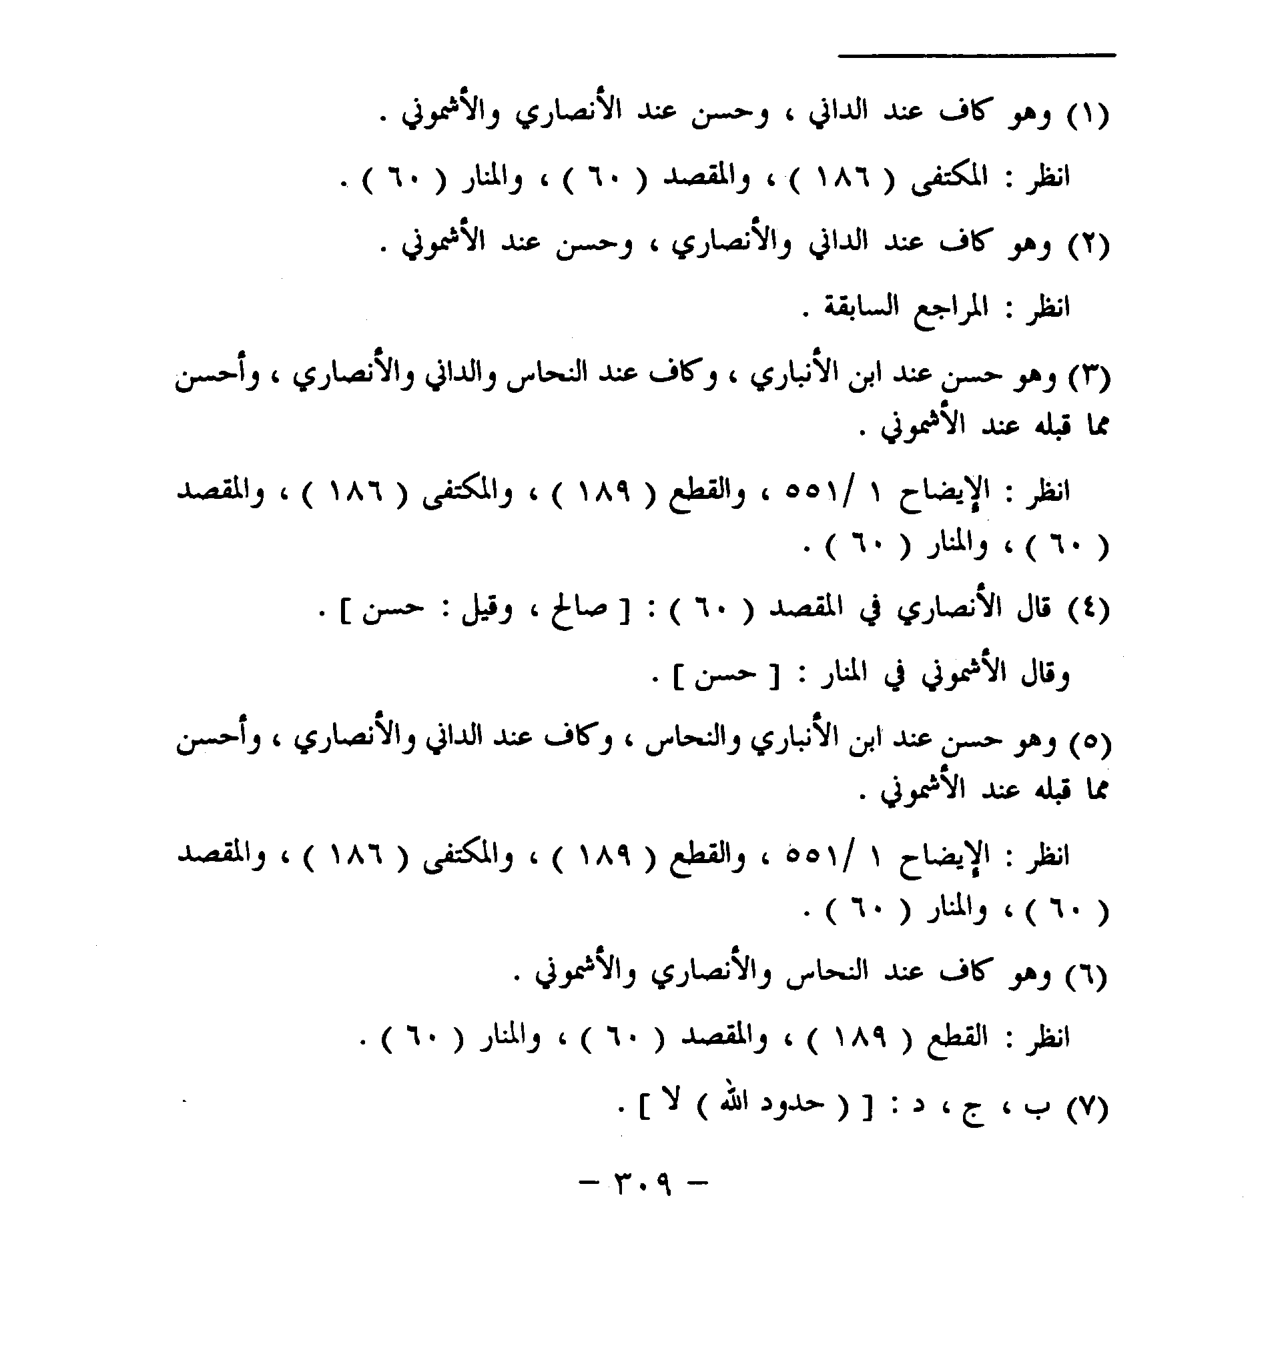 (١) وهو كاف عند الداني ، وحسن عند الأنصاري والأشموني .
انظر : المكتفى ( ١٨٦ ) ، والمقصد ( ٦٠ ) ، والمنار ( ٦٠ ) .
(٢) وهو كاف عند الداني والأنصاري ، وحسن عند الأشموني .
انظر : المراجع السابقة .
(٣) وهو حسن عند ابن الأنباري ، وكاف عند النحاس والداني والأنصاري ، وأحسن
مما قبله عند الأشموني .
انظر : الإيضاح ١ /٥٥١ ، والقطع ( ١٨٩ ) ، والمكتفى ( ١٨٦ ) ، والمقصد
( ٦٠ ) ، والمنار ( ٦٠ ) .
(٤) قال الأنصاري في المقصد ( ٦٠ ) : [ صالح ، وقيل : حسن ] .
وقال الأشموني في المنار : [ حسن ] .
(٥) وهو حسن عند ابن الأنباري والنحاس ، وكاف عند الداني والأنصاري ، وأحسن
مما قبله عند الأشموني .
انظر : الإيضاح ١ /٥٥١ ، والقطع ( ١٨٩ ) ، والمكتفى ( ١٨٦ ) ، والمقصد
( ٦٠ ) ، والمنار ( ٦٠ ) .
(٦) وهو كاف عند النحاس والأنصاري والأشموني .
انظر : القطع ( ١٨٩ ) ، والمقصد ( ٦٠ ) ، والمنار ( ٦٠ ) .
(٧) ب ، ج ، د : [ ( حدود الله ) لا ] .
– ٣٠٩ –